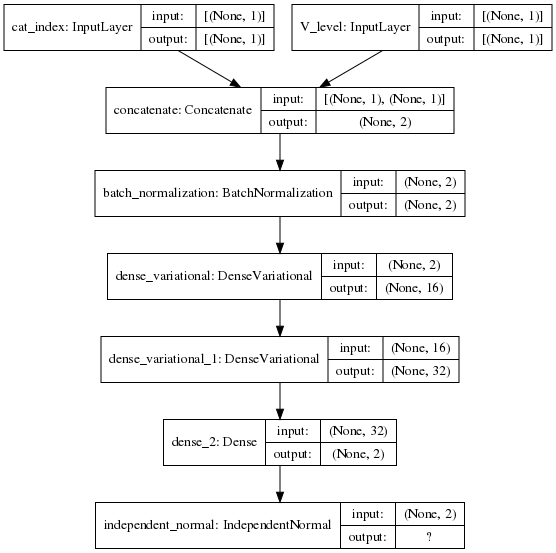 cat_index: InputLayer
input:
[(None, 1)]
output:
[(None, 1)]
V_level: InputLayer
input:
[(None, 1)]
output:
[(None, 1)]
concatenate: Concatenate
input:
[(None, 1), (None, 1)]
output:
(None, 2)
batch_normalization: BatchNormalization
input:
(None, 2)
output:
(None, 2)
dense_variational: DenseVariational
input:
(None, 2)
output:
(None, 16)
dense_variational_1: DenseVariational
input:
(None, 16)
output:
(None, 32)
dense_2: Dense
input:
(None, 32)
output:
(None, 2)
independent_normal: IndependentNormal
input:
(None, 2)
output:
?